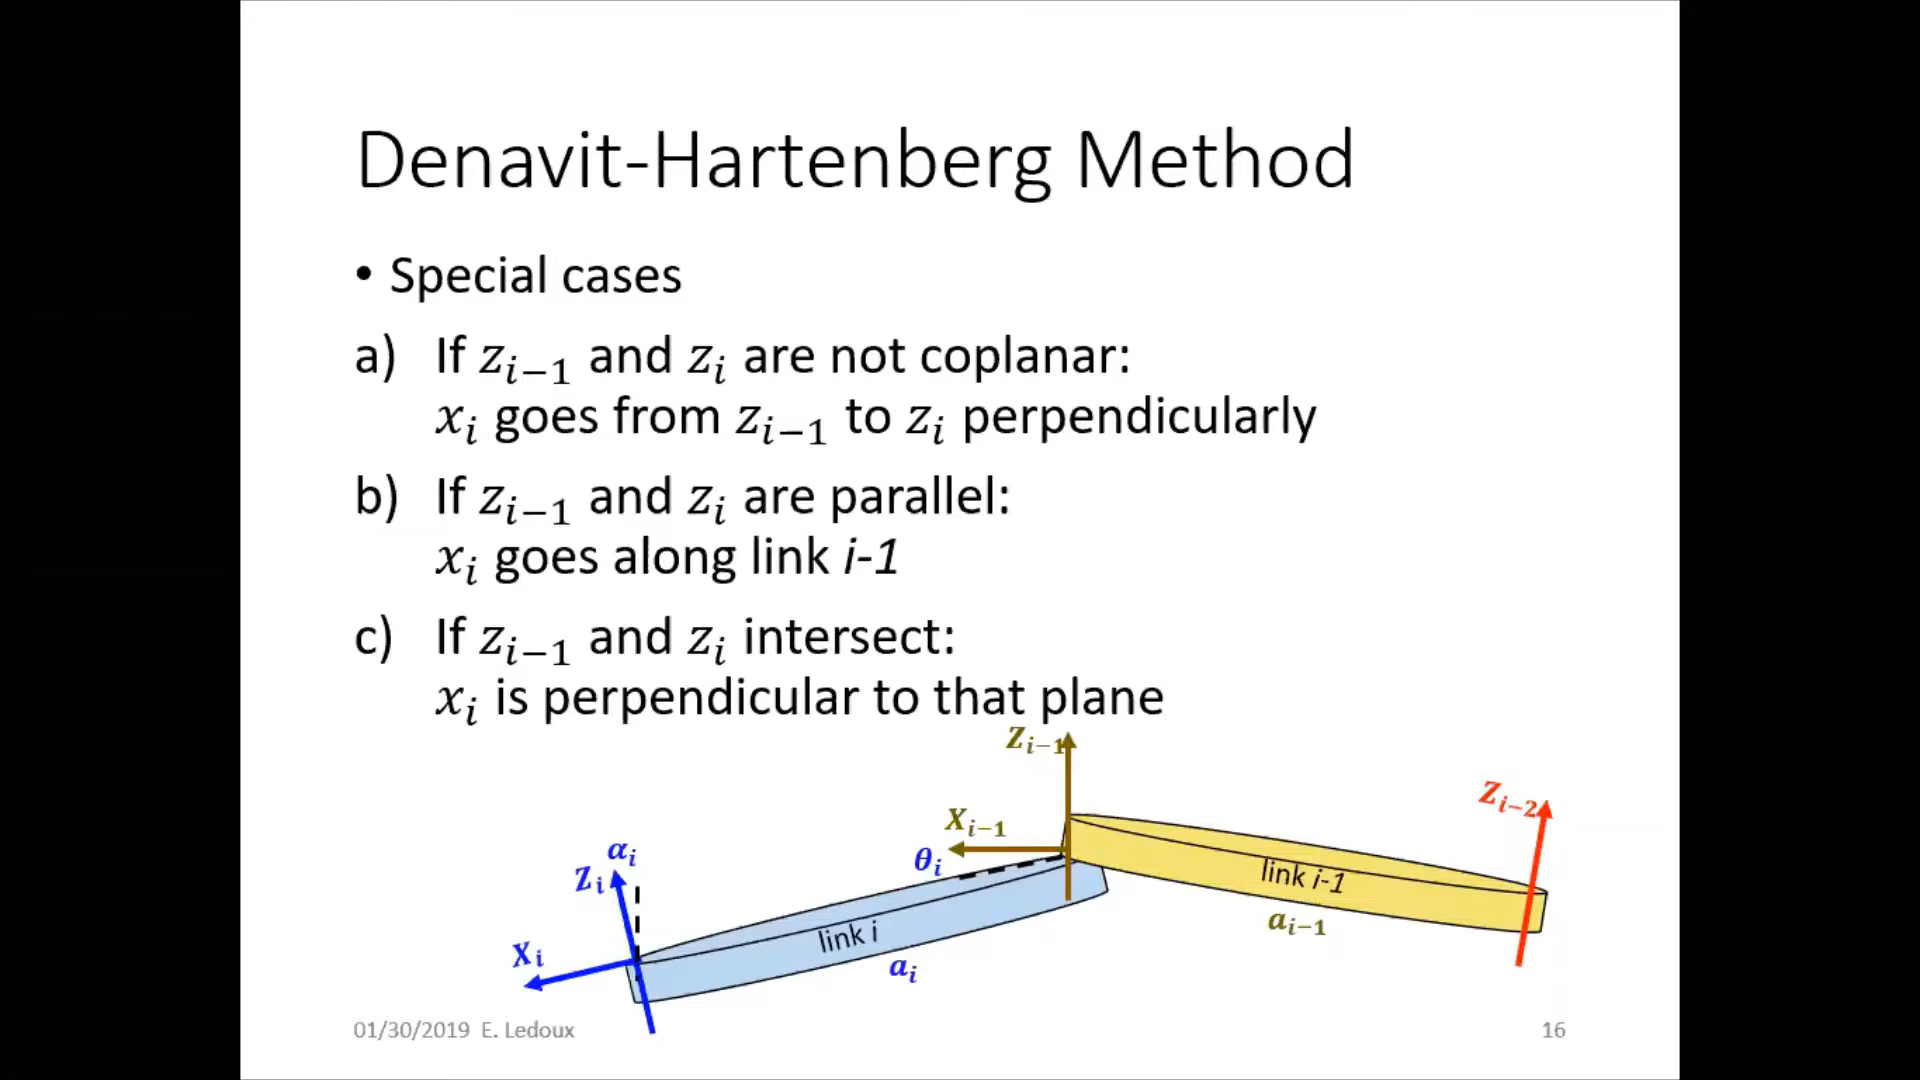 Denavit-Hartenberg Method
• Special cases
a) If z_{i−1} and z_i are not coplanar:
x_i goes from z_{i−1} to z_i perpendicularly
b) If z_{i−1} and z_i are parallel:
x_i goes along link i-1
c) If z_{i−1} and z_i intersect:
x_i is perpendicular to that plane
Z_{i−1}
Z_{i−2}
X_{i−1}
α_i
θ_i
Z_i
link i-1
a_{i−1}
link i
X_i
a_i
01/30/2019 E. Ledoux
16